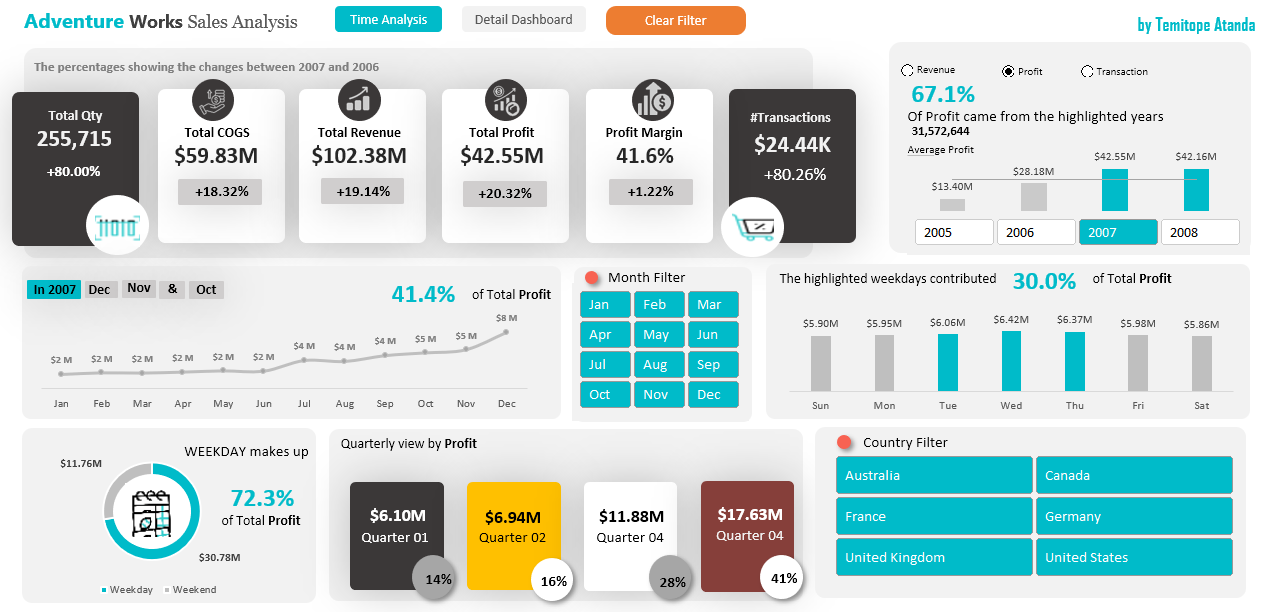 Adventure Works Sales Analysis
Time Analysis
Detail Dashboard
Clear Filter
by Temitope Atanda
The percentages showing the changes between 2007 and 2006
Total Qty
255,715
+80.00%
Total COGS
$59.83M
+18.32%
Total Revenue
$102.38M
+19.14%
Total Profit
$42.55M
+20.32%
Profit Margin
41.6%
+1.22%
#Transactions
$24.44K
+80.26%
Revenue
Profit
Transaction
67.1%
Of Profit came from the highlighted years
31,572,644
Average Profit
$13.40M
$28.18M
$42.55M
$42.16M
2005
2006
2007
2008
In 2007
Dec
Nov
&
Oct
41.4% of Total Profit
$2 M $2 M $2 M $2 M $2 M $2 M $4 M $4 M $4 M $5 M $5 M $8 M
Jan Feb Mar Apr May Jun Jul Aug Sep Oct Nov Dec
Month Filter
Jan Feb Mar
Apr May Jun
Jul Aug Sep
Oct Nov Dec
The highlighted weekdays contributed 30.0% of Total Profit
$5.90M $5.95M $6.06M $6.42M $6.37M $5.98M $5.86M
Sun Mon Tue Wed Thu Fri Sat
WEEKDAY makes up
$11.76M
72.3%
of Total Profit
$30.78M
Weekday Weekend
Quarterly view by Profit
$6.10M
Quarter 01
14%
$6.94M
Quarter 02
16%
$11.88M
Quarter 04
28%
$17.63M
Quarter 04
41%
Country Filter
Australia
Canada
France
Germany
United Kingdom
United States